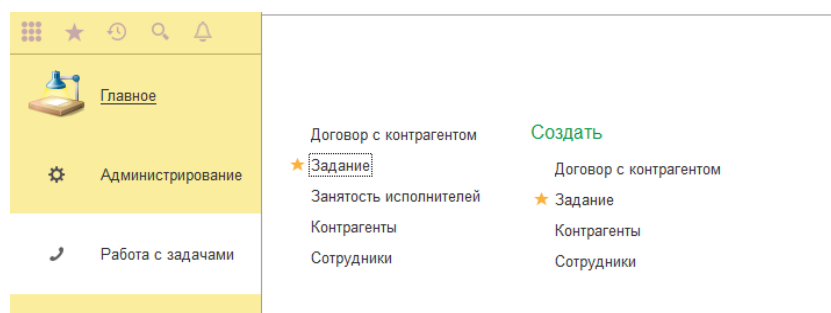 Главное
Администрирование
Работа с задачами
Договор с контрагентом
Задание
Занятость исполнителей
Контрагенты
Сотрудники
Создать
Договор с контрагентом
Задание
Контрагенты
Сотрудники